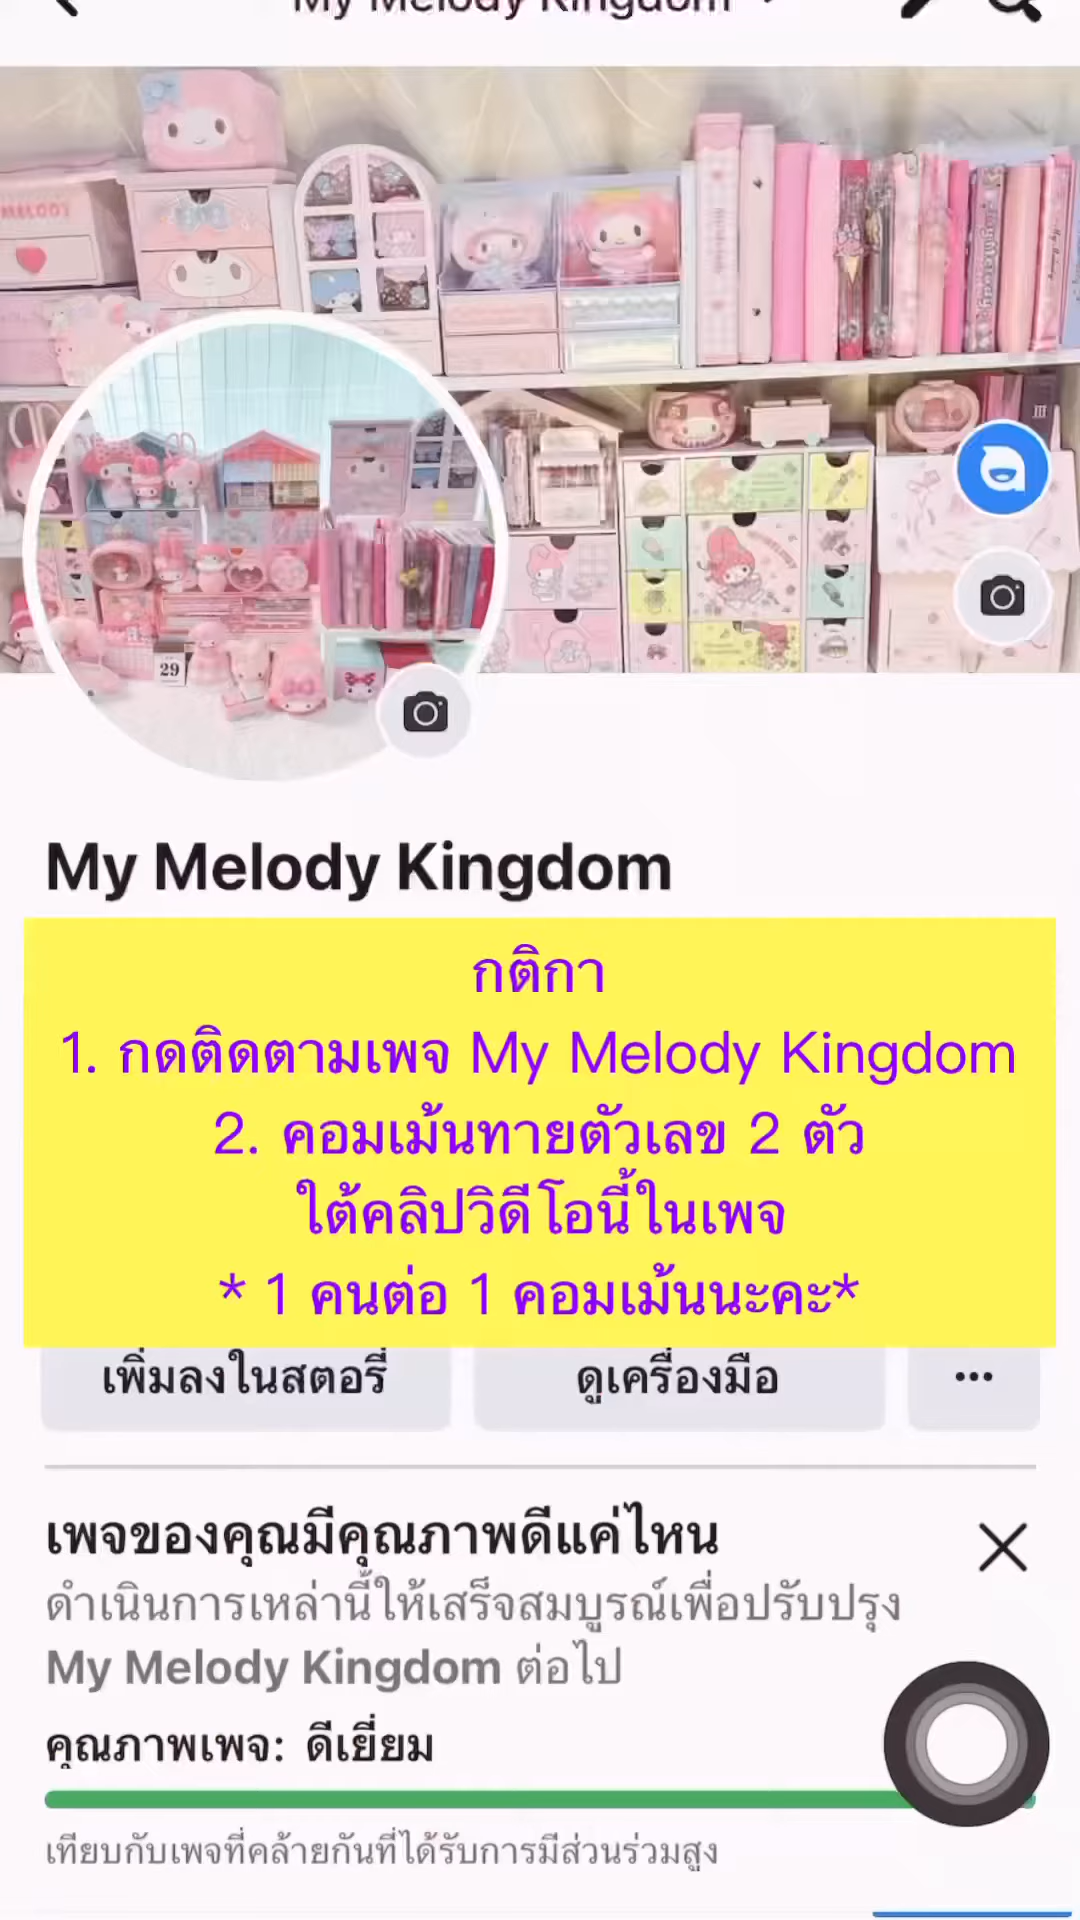 My Melody Kingdom
MELODY
29
My Melody Kingdom
กติกา
1. กดติดตามเพจ My Melody Kingdom
2. คอมเม้นทายตัวเลข 2 ตัว
ใต้คลิปวิดีโอนี้ในเพจ
* 1 คนต่อ 1 คอมเม้นนะคะ*
เพิ่มลงในสตอรี่
ดูเครื่องมือ
เพจของคุณมีคุณภาพดีแค่ไหน
ดำเนินการเหล่านี้ให้เสร็จสมบูรณ์เพื่อปรับปรุง
My Melody Kingdom ต่อไป
คุณภาพเพจ: ดีเยี่ยม
เทียบกับเพจที่คล้ายกันที่ได้รับการมีส่วนร่วมสูง